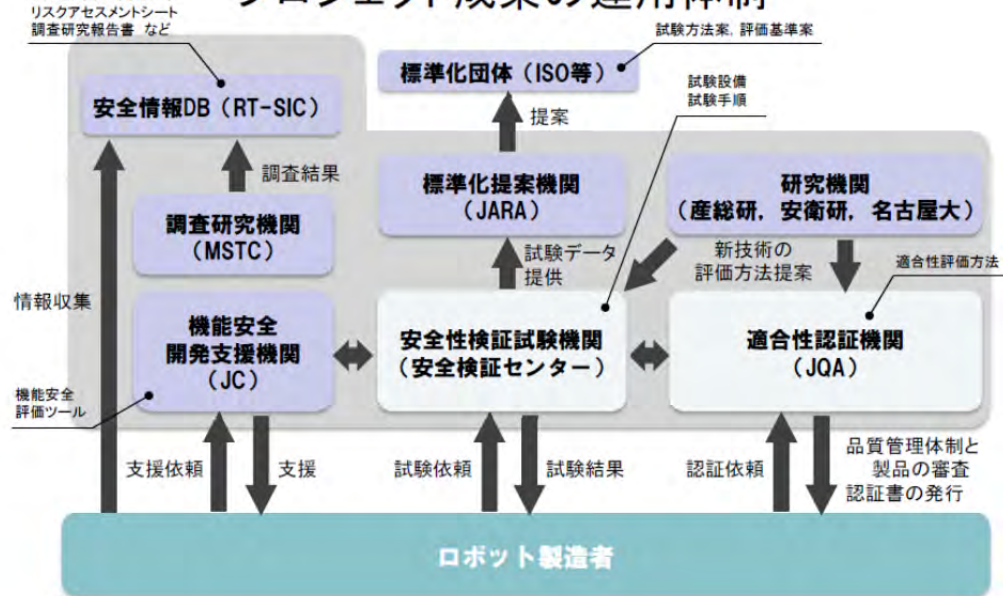 プロジェクト成果の運用体制
リスクアセスメントシート
調査研究報告書 など
試験方法案，評価基準案
標準化団体（ISO等）
試験設備
試験手順
安全情報DB（RT-SIC）
提案
調査結果
標準化提案機関
（JARA）
研究機関
（産総研，安衛研，名古屋大）
調査研究機関
（MSTC）
試験データ
提供
新技術の
評価方法提案
適合性評価方法
情報収集
機能安全
開発支援機関
（JC）
安全性検証試験機関
（安全検証センター）
適合性認証機関
（JQA）
機能安全
評価ツール
支援依頼
支援
試験依頼
試験結果
認証依頼
品質管理体制と
製品の審査
認証書の発行
ロボット製造者